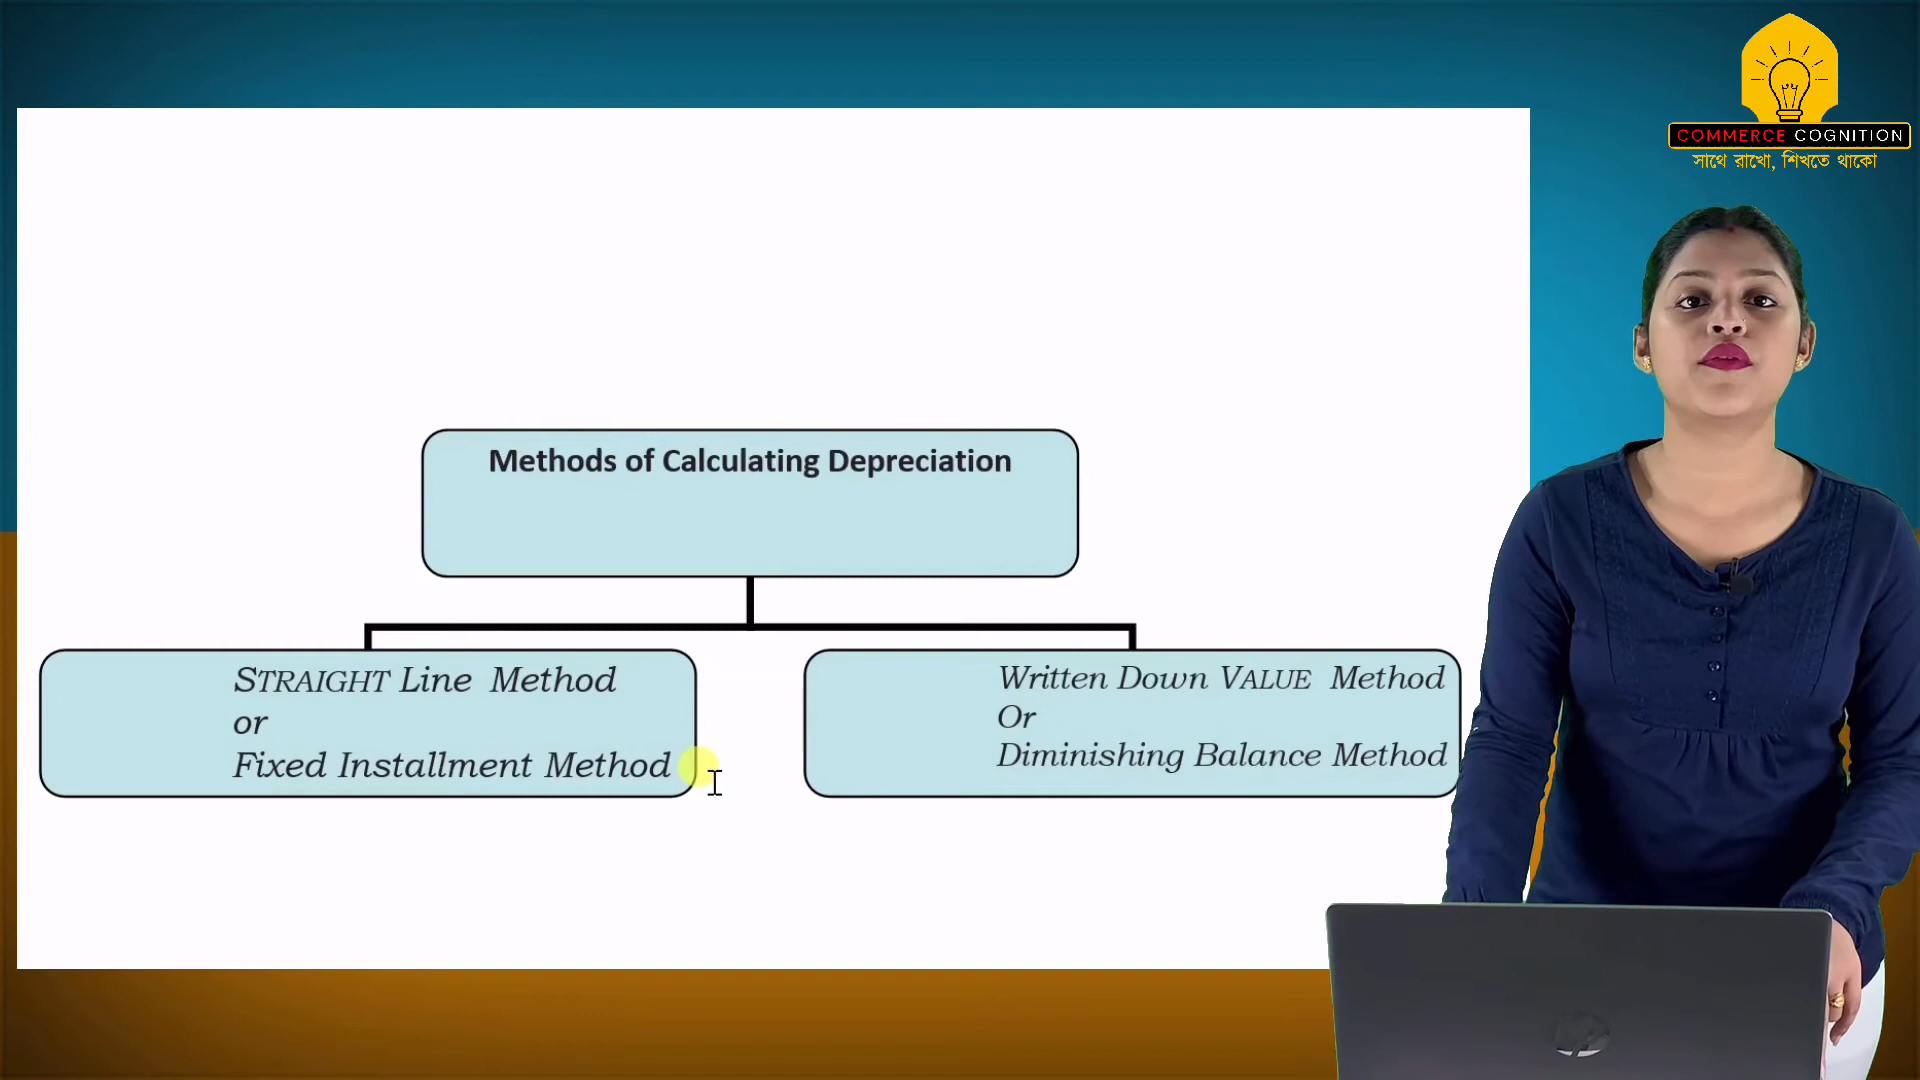 COMMERCE COGNITION
সাথে রাখো, শিখতে থাকো
Methods of Calculating Depreciation
STRAIGHT Line Method
or
Fixed Installment Method
Written Down VALUE Method
Or
Diminishing Balance Method
hp